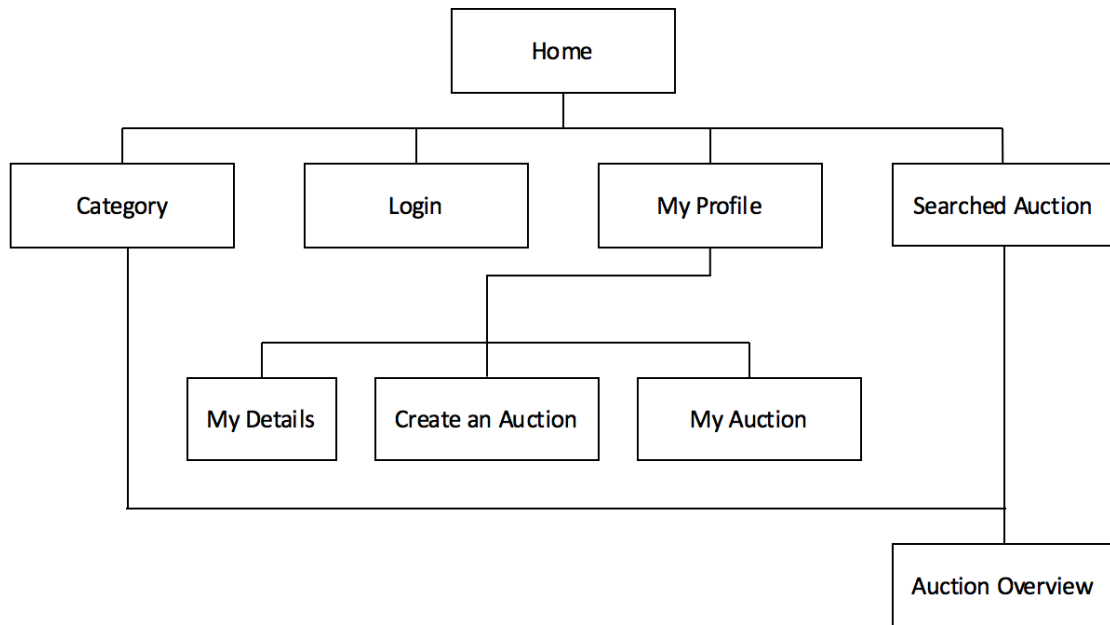 Home
Category
Login
My Profile
Searched Auction
My Details
Create an Auction
My Auction
Auction Overview